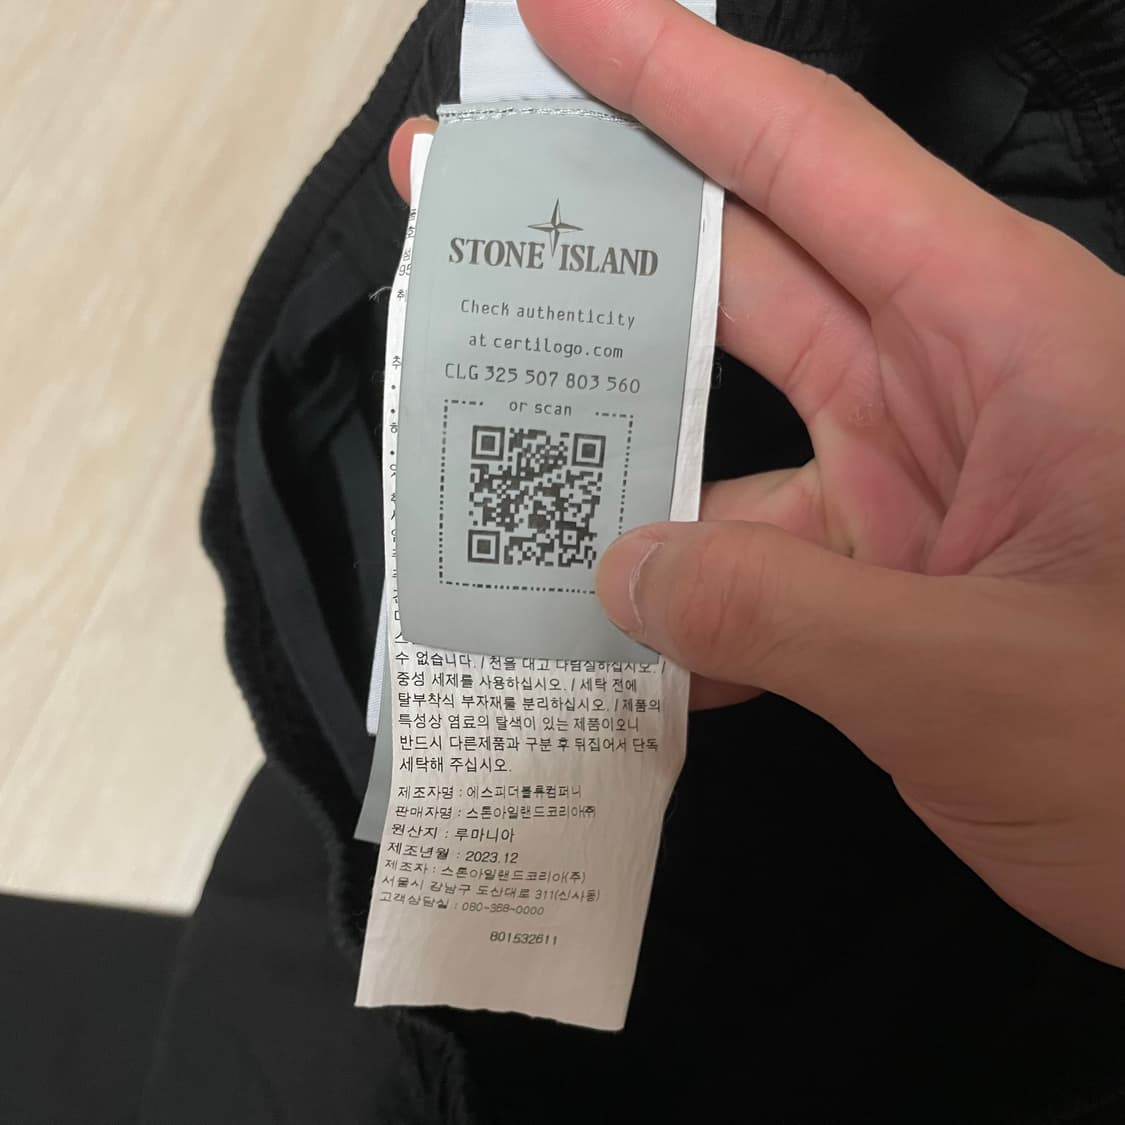 STONE ISLAND
Check authenticity
at certilogo.com
CLG 325 507 803 560
or scan
수 없습니다. / 천을 대고 다림질하십시오. /
중성 세제를 사용하십시오. / 세탁 전에
탈부착식 부자재를 분리하십시오. / 제품의
특성상 염료의 탈색이 있는 제품이오니
반드시 다른제품과 구분 후 뒤집어서 단독
세탁해 주십시오.
제조자명 : 에스피더블류컴퍼니
판매자명 : 스톤아일랜드코리아(주)
원산지 : 루마니아
제조년월 : 2023.12
제조자 : 스톤아일랜드코리아(주)
서울시 강남구 도산대로 311(신사동)
고객상담실 : 080-358-0000
801532611